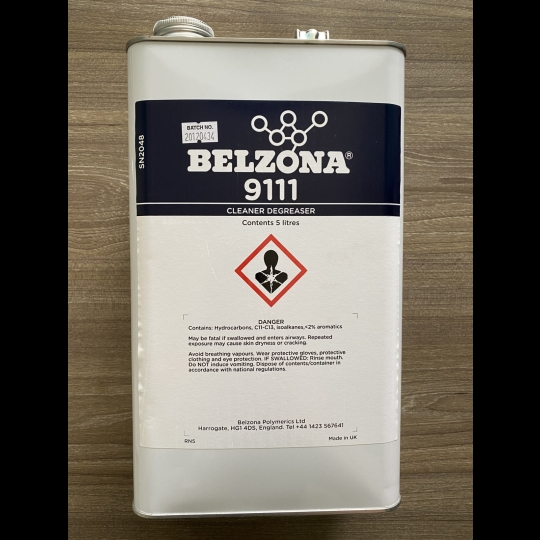 BATCH NO.
20120434
SN2048
BELZONA®
9111
CLEANER DEGREASER
Contents 5 litres
DANGER
Contains: Hydrocarbons, C11-C13, isoalkanes,<2% aromatics
May be fatal if swallowed and enters airways. Repeated
exposure may cause skin dryness or cracking.
Avoid breathing vapours. Wear protective gloves, protective
clothing and eye protection. IF SWALLOWED: Rinse mouth.
Do NOT induce vomiting. Dispose of contents/container in
accordance with national regulations.
Belzona Polymerics Ltd
Harrogate, HG1 4DS, England. Tel +44 1423 567641
RNS
Made in UK